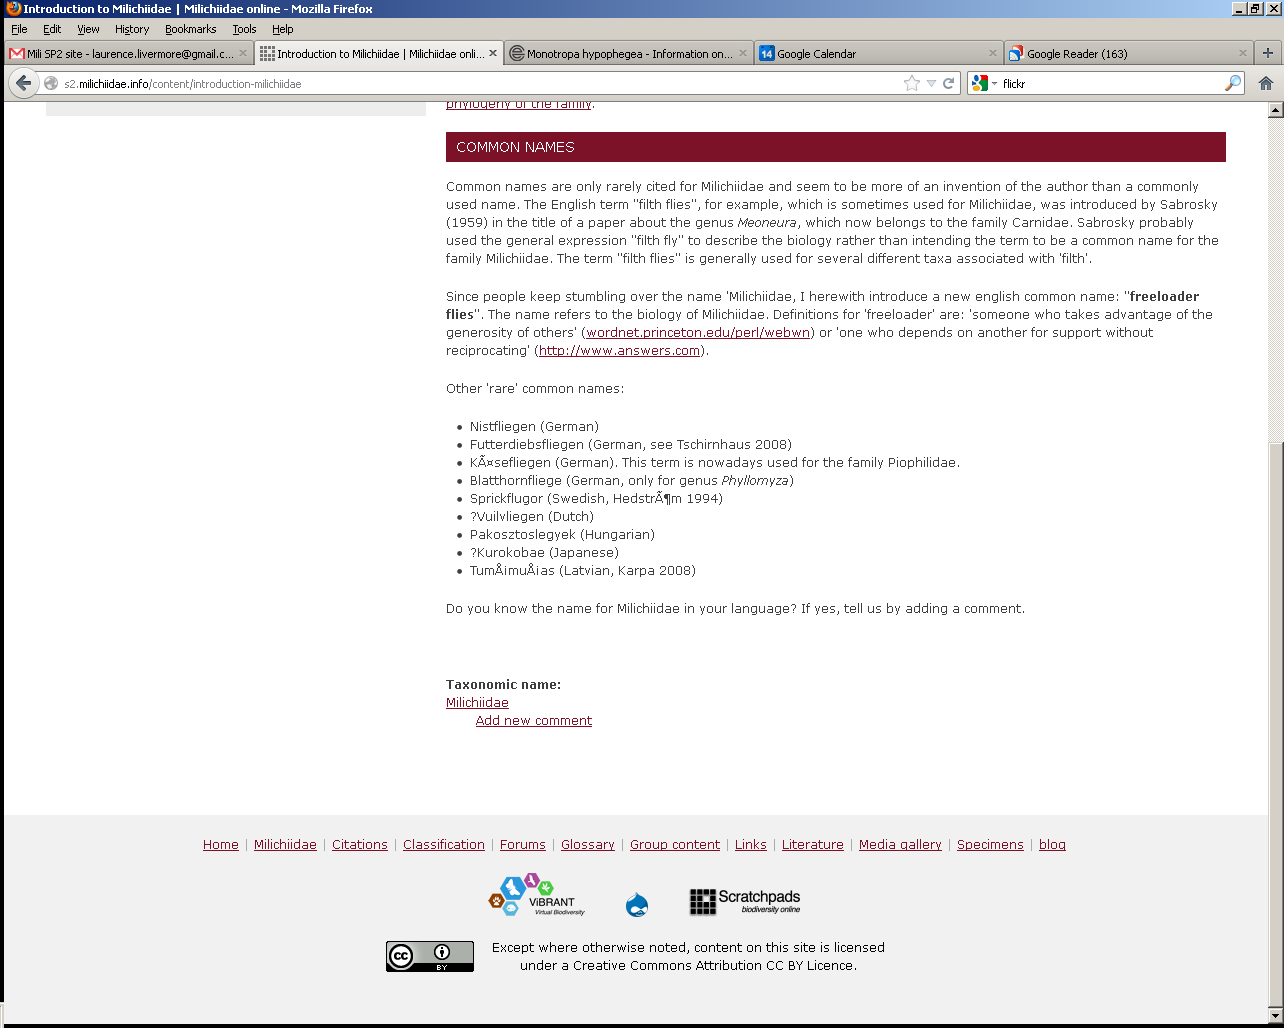 Introduction to Milichiidae | Milichiidae online - Mozilla Firefox
File Edit View History Bookmarks Tools Help
Mili SP2 site - laurence.livermore@gmail.c...
Introduction to Milichiidae | Milichiidae onli...
Monotropa hypophegea - Information on...
14 Google Calendar
Google Reader (163)
s2.milichiidae.info/content/introduction-milichiidae
flickr
phylogeny of the family.
COMMON NAMES
Common names are only rarely cited for Milichiidae and seem to be more of an invention of the author than a commonly
used name. The English term "filth flies", for example, which is sometimes used for Milichiidae, was introduced by Sabrosky
(1959) in the title of a paper about the genus Meoneura, which now belongs to the family Carnidae. Sabrosky probably
used the general expression "filth fly" to describe the biology rather than intending the term to be a common name for the
family Milichiidae. The term "filth flies" is generally used for several different taxa associated with 'filth'.
Since people keep stumbling over the name 'Milichiidae, I herewith introduce a new english common name: "freeloader
flies". The name refers to the biology of Milichiidae. Definitions for 'freeloader' are: 'someone who takes advantage of the
generosity of others' (wordnet.princeton.edu/perl/webwn) or 'one who depends on another for support without
reciprocating' (http://www.answers.com).
Other 'rare' common names:
• Nistfliegen (German)
• Futterdiebsfliegen (German, see Tschirnhaus 2008)
• KÃ¤sefliegen (German). This term is nowadays used for the family Piophilidae.
• Blatthornfliege (German, only for genus Phyllomyza)
• Sprickflugor (Swedish, HedstrÃ¶m 1994)
• ?Vuilvliegen (Dutch)
• Pakosztoslegyek (Hungarian)
• ?Kurokobae (Japanese)
• TumÅ¡muÅ¡as (Latvian, Karpa 2008)
Do you know the name for Milichiidae in your language? If yes, tell us by adding a comment.
Taxonomic name:
Milichiidae
Add new comment
Home | Milichiidae | Citations | Classification | Forums | Glossary | Group content | Links | Literature | Media gallery | Specimens | blog
ViBRANT
Virtual Biodiversity
Scratchpads
biodiversity online
cc BY
Except where otherwise noted, content on this site is licensed
under a Creative Commons Attribution CC BY Licence.